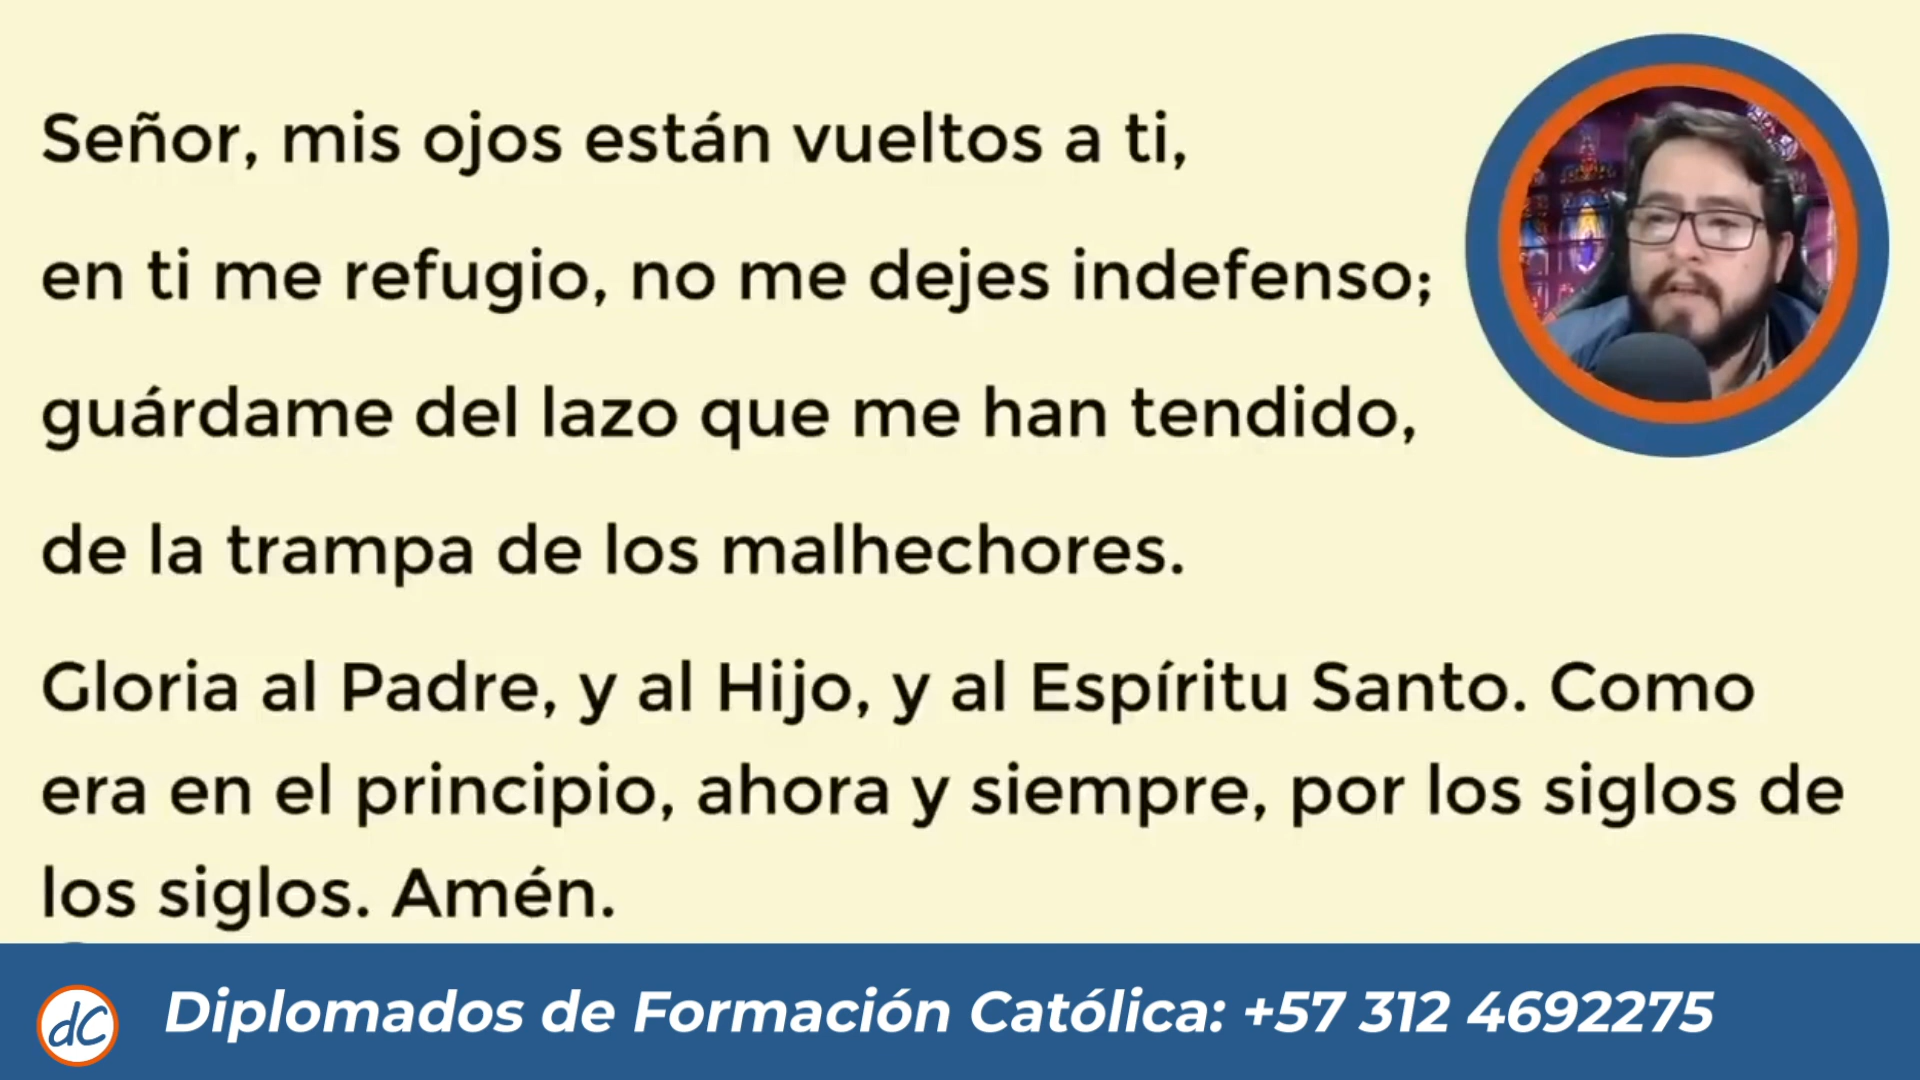 Señor, mis ojos están vueltos a ti,
en ti me refugio, no me dejes indefenso;
guárdame del lazo que me han tendido,
de la trampa de los malhechores.
Gloria al Padre, y al Hijo, y al Espíritu Santo. Como
era en el principio, ahora y siempre, por los siglos de
los siglos. Amén.
dC
Diplomados de Formación Católica: +57 312 4692275